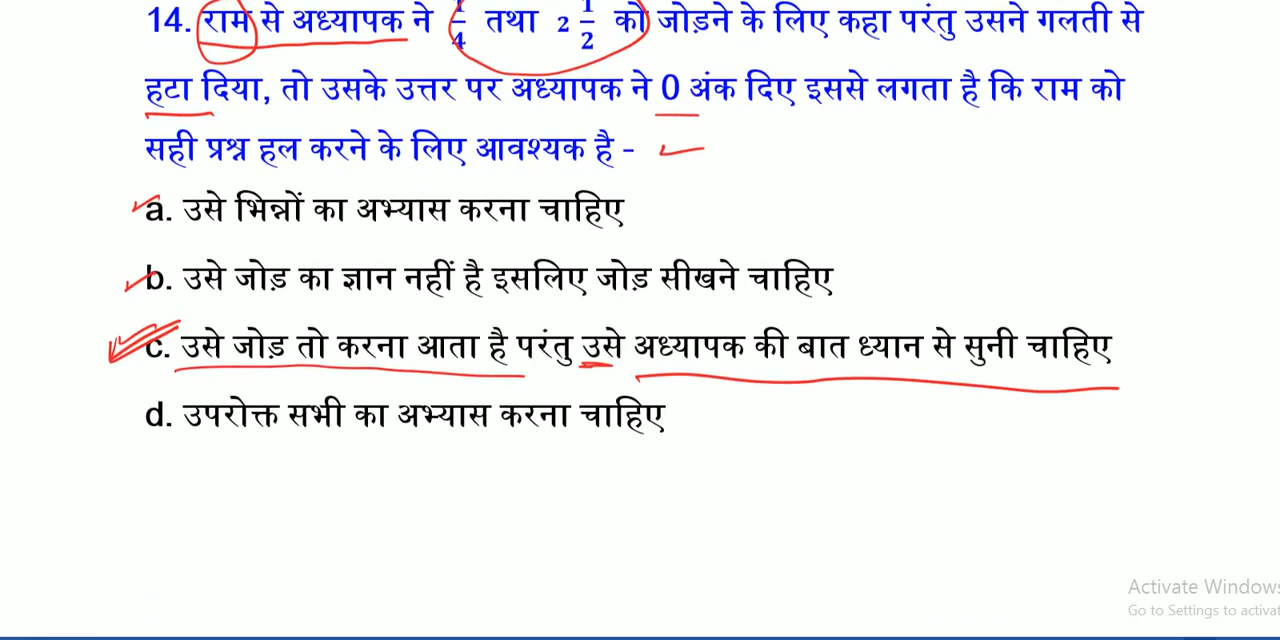 14. राम से अध्यापक ने 1/4 तथा 2 1/2 को जोड़ने के लिए कहा परंतु उसने गलती से
हटा दिया, तो उसके उत्तर पर अध्यापक ने 0 अंक दिए इससे लगता है कि राम को
सही प्रश्न हल करने के लिए आवश्यक है -
a. उसे भिन्नों का अभ्यास करना चाहिए
b. उसे जोड़ का ज्ञान नहीं है इसलिए जोड़ सीखने चाहिए
c. उसे जोड़ तो करना आता है परंतु उसे अध्यापक की बात ध्यान से सुनी चाहिए
d. उपरोक्त सभी का अभ्यास करना चाहिए
Activate Windows
Go to Settings to activat